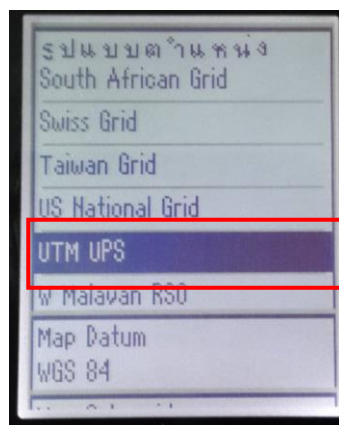 รูปแบบตำแหน่ง
South African Grid
Swiss Grid
Taiwan Grid
US National Grid
UTM UPS
W Malayan RSO
Map Datum
WGS 84